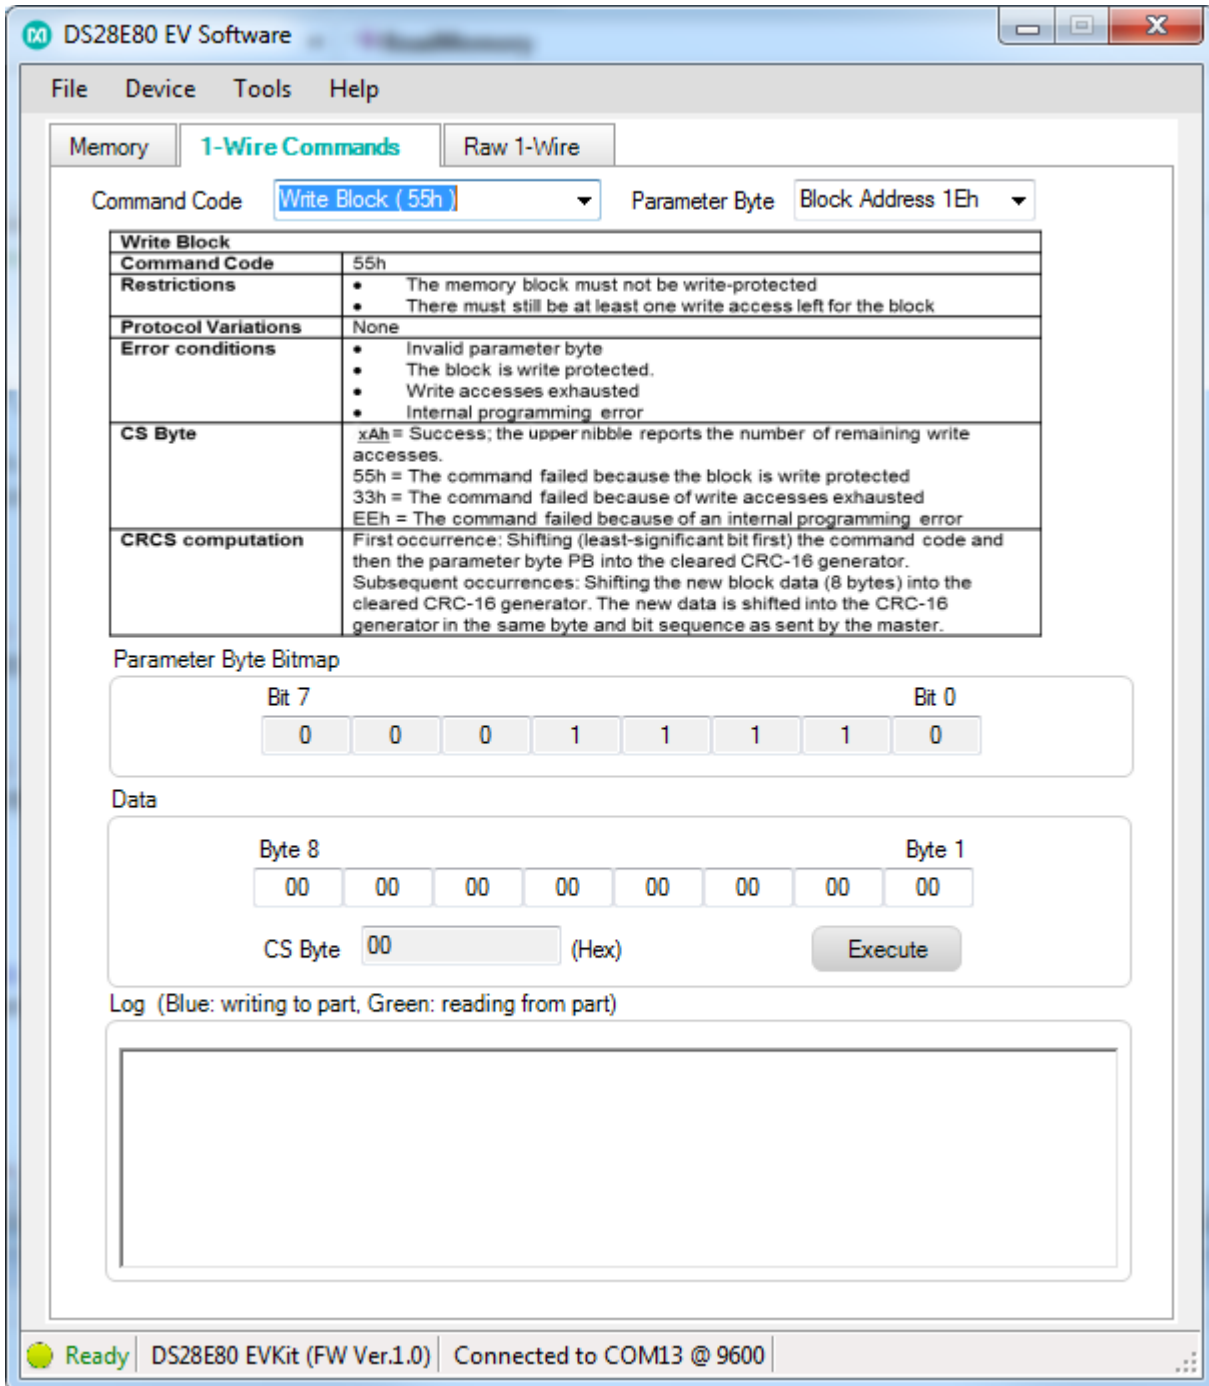 DS28E80 EV Software
File Device Tools Help
Memory 1-Wire Commands Raw 1-Wire
Command Code Write Block ( 55h ) Parameter Byte Block Address 1Eh
Write Block
Command Code 55h
Restrictions • The memory block must not be write-protected
• There must still be at least one write access left for the block
Protocol Variations None
Error conditions • Invalid parameter byte
• The block is write protected.
• Write accesses exhausted
• Internal programming error
CS Byte xAh = Success; the upper nibble reports the number of remaining write
accesses.
55h = The command failed because the block is write protected
33h = The command failed because of write accesses exhausted
EEh = The command failed because of an internal programming error
CRCS computation First occurrence: Shifting (least-significant bit first) the command code and
then the parameter byte PB into the cleared CRC-16 generator.
Subsequent occurrences: Shifting the new block data (8 bytes) into the
cleared CRC-16 generator. The new data is shifted into the CRC-16
generator in the same byte and bit sequence as sent by the master.
Parameter Byte Bitmap
Bit 7 Bit 0
0 0 0 1 1 1 1 0
Data
Byte 8 Byte 1
00 00 00 00 00 00 00 00
CS Byte 00 (Hex) Execute
Log (Blue: writing to part, Green: reading from part)
Ready DS28E80 EVKit (FW Ver.1.0) Connected to COM13 @ 9600